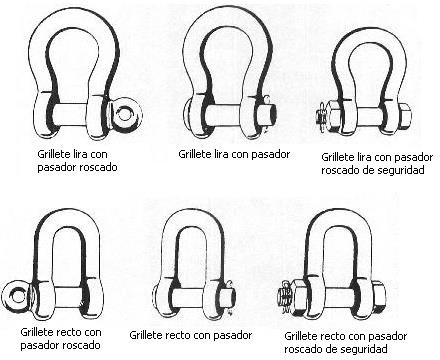 Grillete lira con
pasador roscado
Grillete lira con pasador
Grillete lira con pasador
roscado de seguridad
Grillete recto con
pasador roscado
Grillete recto con pasador
Grillete recto con pasador
roscado de seguridad